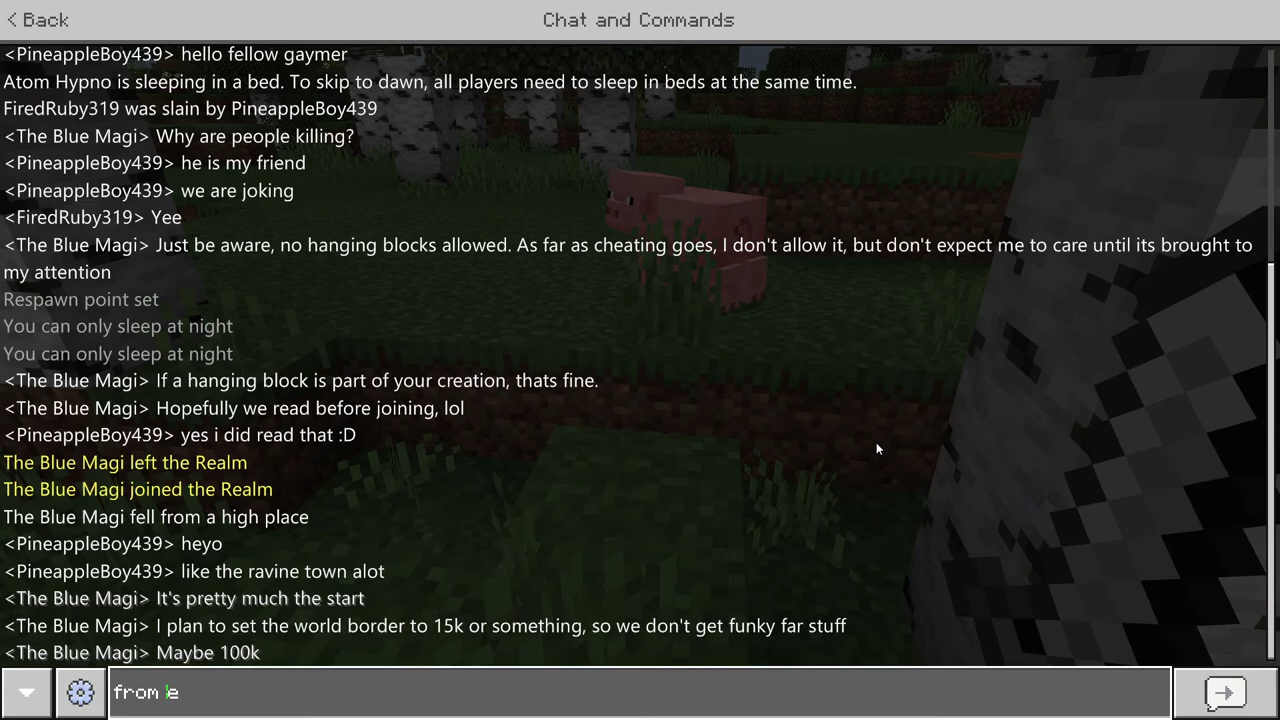 < Back
Chat and Commands
<PineappleBoy439> hello fellow gaymer
Atom Hypno is sleeping in a bed. To skip to dawn, all players need to sleep in beds at the same time.
FiredRuby319 was slain by PineappleBoy439
<The Blue Magi> Why are people killing?
<PineappleBoy439> he is my friend
<PineappleBoy439> we are joking
<FiredRuby319> Yee
<The Blue Magi> Just be aware, no hanging blocks allowed. As far as cheating goes, I don't allow it, but don't expect me to care until its brought to
my attention
Respawn point set
You can only sleep at night
You can only sleep at night
<The Blue Magi> If a hanging block is part of your creation, thats fine.
<The Blue Magi> Hopefully we read before joining, lol
<PineappleBoy439> yes i did read that :D
The Blue Magi left the Realm
The Blue Magi joined the Realm
The Blue Magi fell from a high place
<PineappleBoy439> heyo
<PineappleBoy439> like the ravine town alot
<The Blue Magi> It's pretty much the start
<The Blue Magi> I plan to set the world border to 15k or something, so we don't get funky far stuff
<The Blue Magi> Maybe 100k
from e